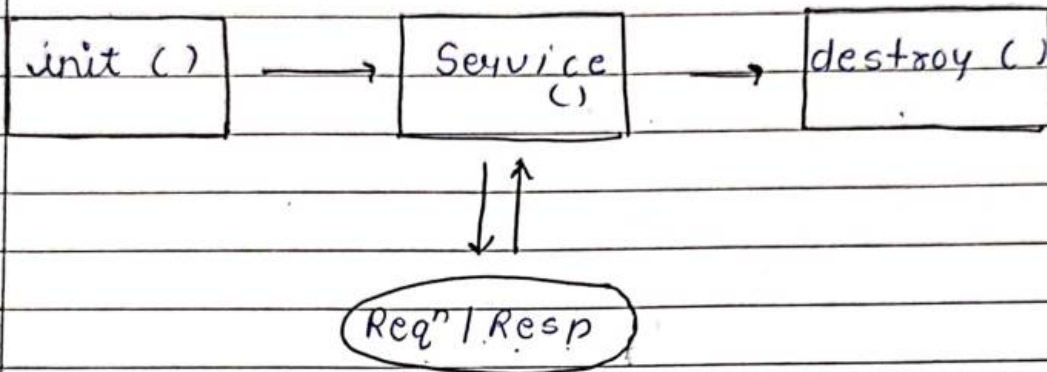 init ()
Service
()
destroy ()
Reqⁿ / Resp